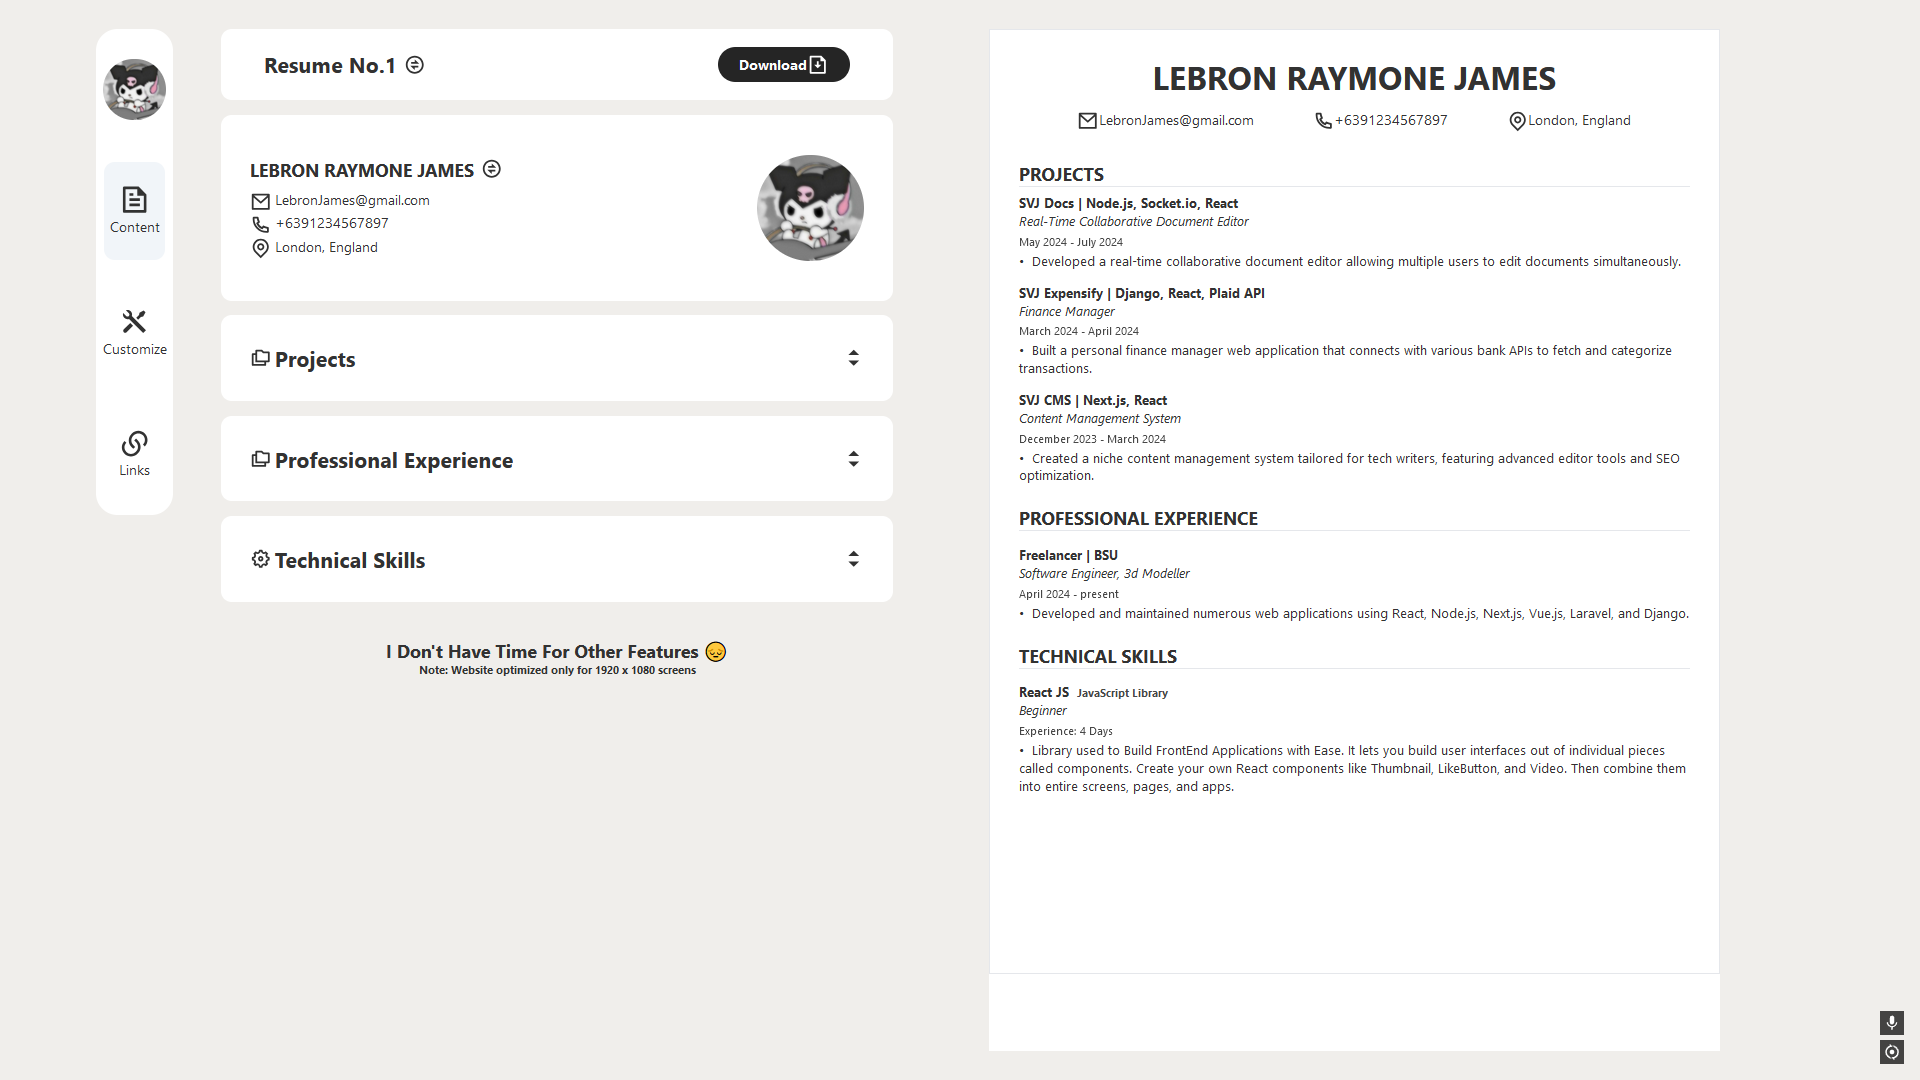 Content
Customize
Links
Resume No.1
Download
LEBRON RAYMONE JAMES
LebronJames@gmail.com
+6391234567897
London, England
Projects
Professional Experience
Technical Skills
I Don't Have Time For Other Features 😔
Note: Website optimized only for 1920 x 1080 screens
LEBRON RAYMONE JAMES
LebronJames@gmail.com +6391234567897 London, England
PROJECTS
SVJ Docs | Node.js, Socket.io, React
Real-Time Collaborative Document Editor
May 2024 - July 2024
• Developed a real-time collaborative document editor allowing multiple users to edit documents simultaneously.
SVJ Expensify | Django, React, Plaid API
Finance Manager
March 2024 - April 2024
• Built a personal finance manager web application that connects with various bank APIs to fetch and categorize
transactions.
SVJ CMS | Next.js, React
Content Management System
December 2023 - March 2024
• Created a niche content management system tailored for tech writers, featuring advanced editor tools and SEO
optimization.
PROFESSIONAL EXPERIENCE
Freelancer | BSU
Software Engineer, 3d Modeller
April 2024 - present
• Developed and maintained numerous web applications using React, Node.js, Next.js, Vue.js, Laravel, and Django.
TECHNICAL SKILLS
React JS JavaScript Library
Beginner
Experience: 4 Days
• Library used to Build FrontEnd Applications with Ease. It lets you build user interfaces out of individual pieces
called components. Create your own React components like Thumbnail, LikeButton, and Video. Then combine them
into entire screens, pages, and apps.